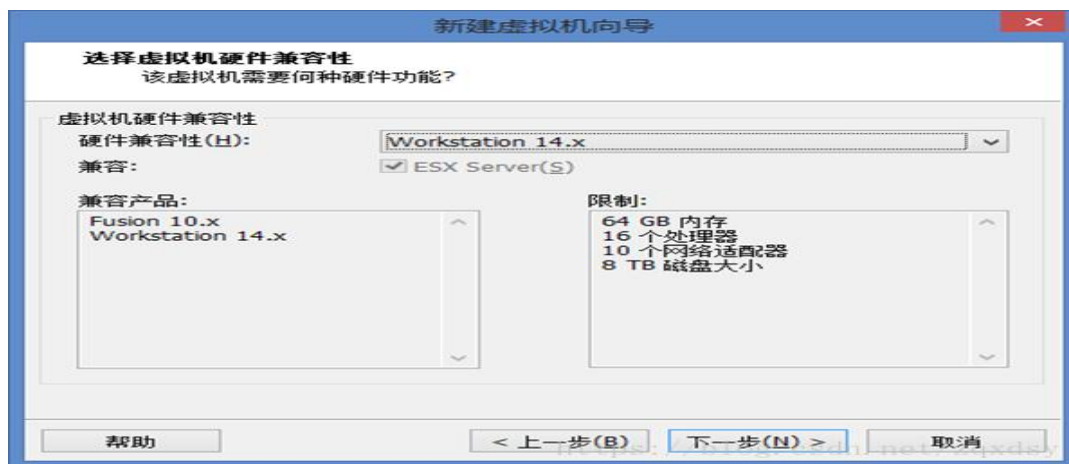 新建虚拟机向导
选择虚拟机硬件兼容性
该虚拟机需要何种硬件功能?
虚拟机硬件兼容性
硬件兼容性(H):
Workstation 14.x
兼容:
ESX Server(S)
兼容产品:
限制:
Fusion 10.x
Workstation 14.x
64 GB 内存
16 个处理器
10 个网络适配器
8 TB 磁盘大小
帮助
< 上一步(B)
下一步(N) >
取消